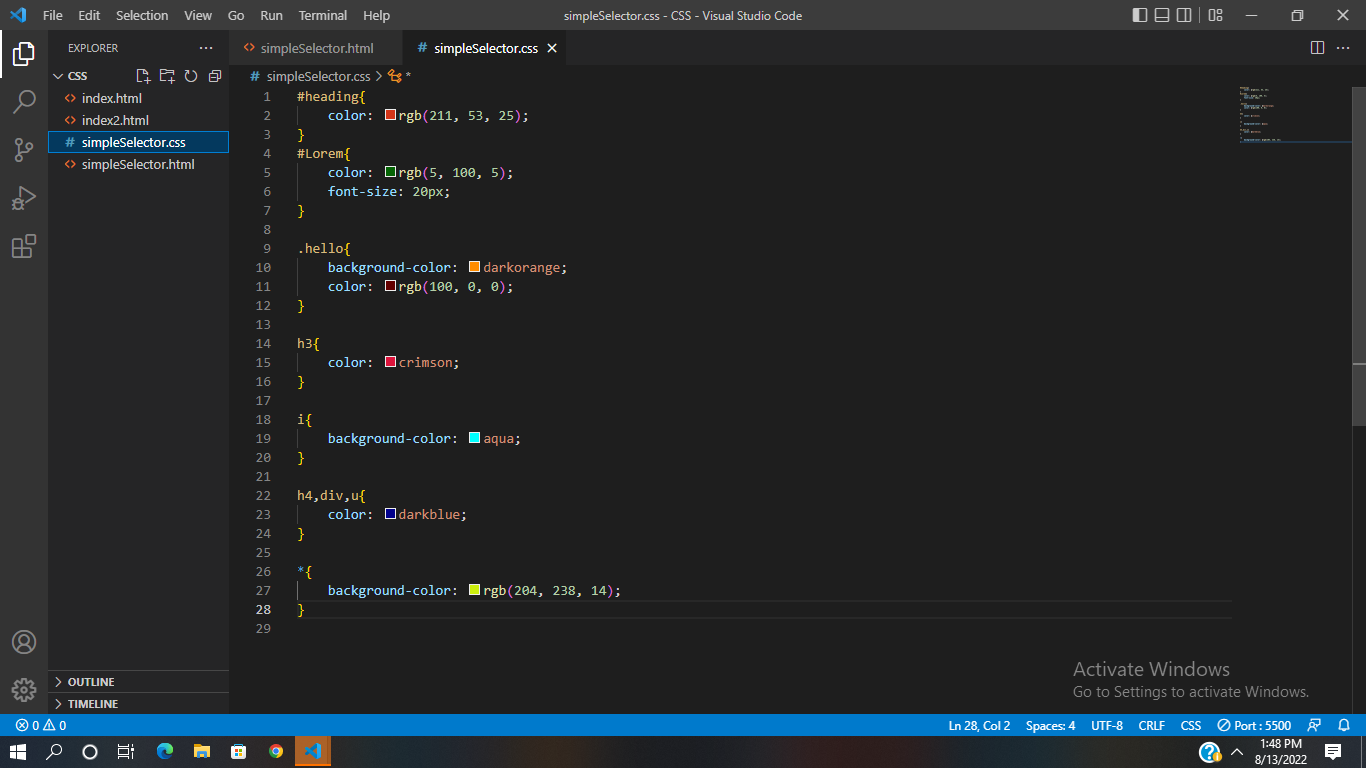 File Edit Selection View Go Run Terminal Help simpleSelector.css - CSS - Visual Studio Code
EXPLORER
CSS
index.html
index2.html
simpleSelector.css
simpleSelector.html
OUTLINE
TIMELINE
simpleSelector.html # simpleSelector.css
# simpleSelector.css > *
1 #heading{
2 color: rgb(211, 53, 25);
3 }
4 #Lorem{
5 color: rgb(5, 100, 5);
6 font-size: 20px;
7 }
8
9 .hello{
10 background-color: darkorange;
11 color: rgb(100, 0, 0);
12 }
13
14 h3{
15 color: crimson;
16 }
17
18 i{
19 background-color: aqua;
20 }
21
22 h4,div,u{
23 color: darkblue;
24 }
25
26 *{
27 background-color: rgb(204, 238, 14);
28 }
29
Activate Windows
Go to Settings to activate Windows.
0 0 Ln 28, Col 2 Spaces: 4 UTF-8 CRLF CSS Port : 5500
1:48 PM
8/13/2022